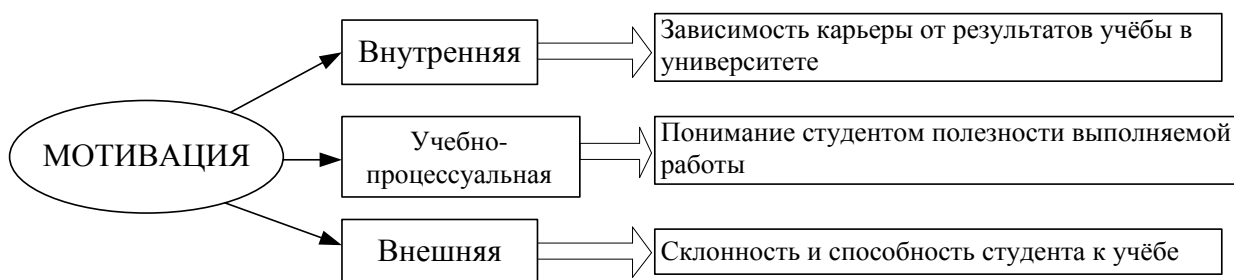 МОТИВАЦИЯ
Внутренняя
Зависимость карьеры от результатов учёбы в
университете
Учебно-
процессуальная
Понимание студентом полезности выполняемой
работы
Внешняя
Склонность и способность студента к учёбе